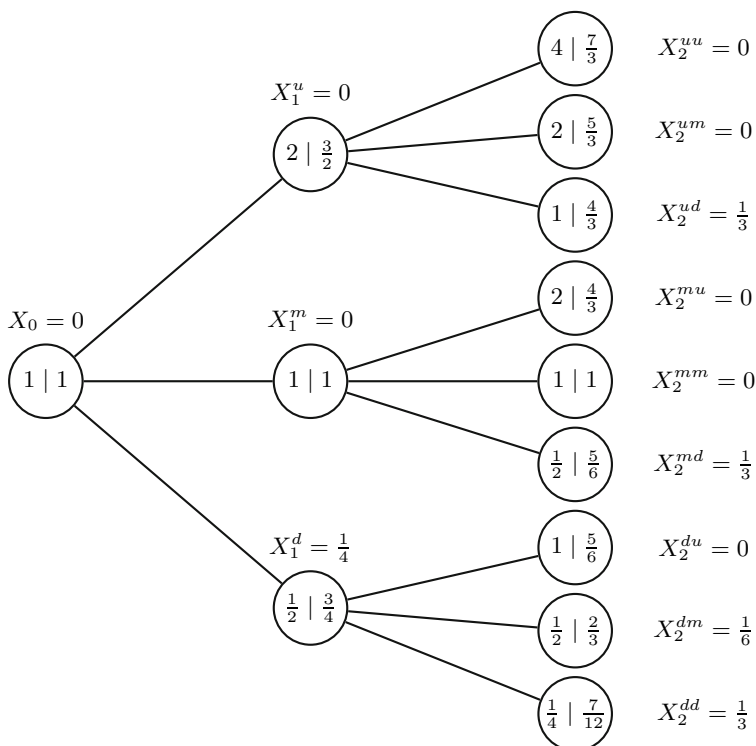 4 | 7/3 X_2^{uu} = 0
X_1^u = 0
2 | 5/3 X_2^{um} = 0
2 | 3/2
1 | 4/3 X_2^{ud} = 1/3
2 | 4/3 X_2^{mu} = 0
X_0 = 0 X_1^m = 0
1 | 1 1 | 1 1 | 1 X_2^{mm} = 0
1/2 | 5/6 X_2^{md} = 1/3
X_1^d = 1/4
1 | 5/6 X_2^{du} = 0
1/2 | 3/4
1/2 | 2/3 X_2^{dm} = 1/6
1/4 | 7/12 X_2^{dd} = 1/3